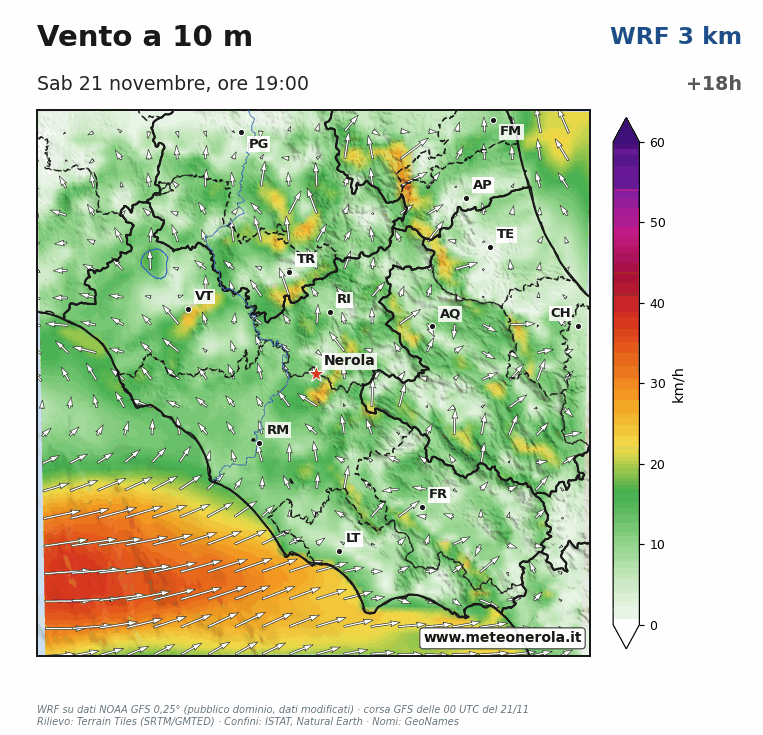 Vento a 10 m
WRF 3 km
Sab 21 novembre, ore 19:00
+18h
PG
FM
AP
TE
TR
VT
RI
AQ
CH
Nerola
RM
FR
LT
www.meteonerola.it
60
50
40
30
20
10
0
km/h
WRF su dati NOAA GFS 0,25° (pubblico dominio, dati modificati) · corsa GFS delle 00 UTC del 21/11
Rilievo: Terrain Tiles (SRTM/GMTED) · Confini: ISTAT, Natural Earth · Nomi: GeoNames